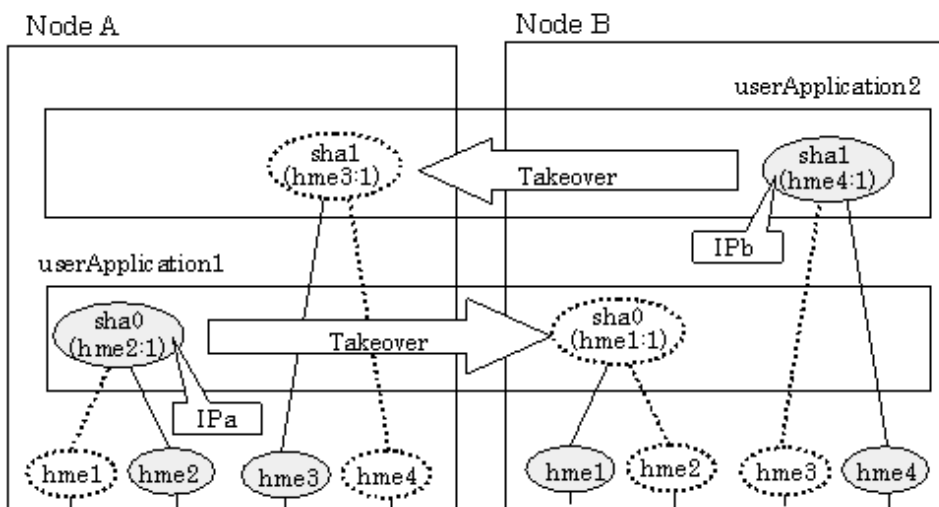 Node A
Node B
userApplication2
sha1
(hme3:1)
Takeover
sha1
(hme4:1)
IPb
userApplication1
sha0
(hme2:1)
Takeover
sha0
(hme1:1)
IPa
hme1
hme2
hme3
hme4
hme1
hme2
hme3
hme4